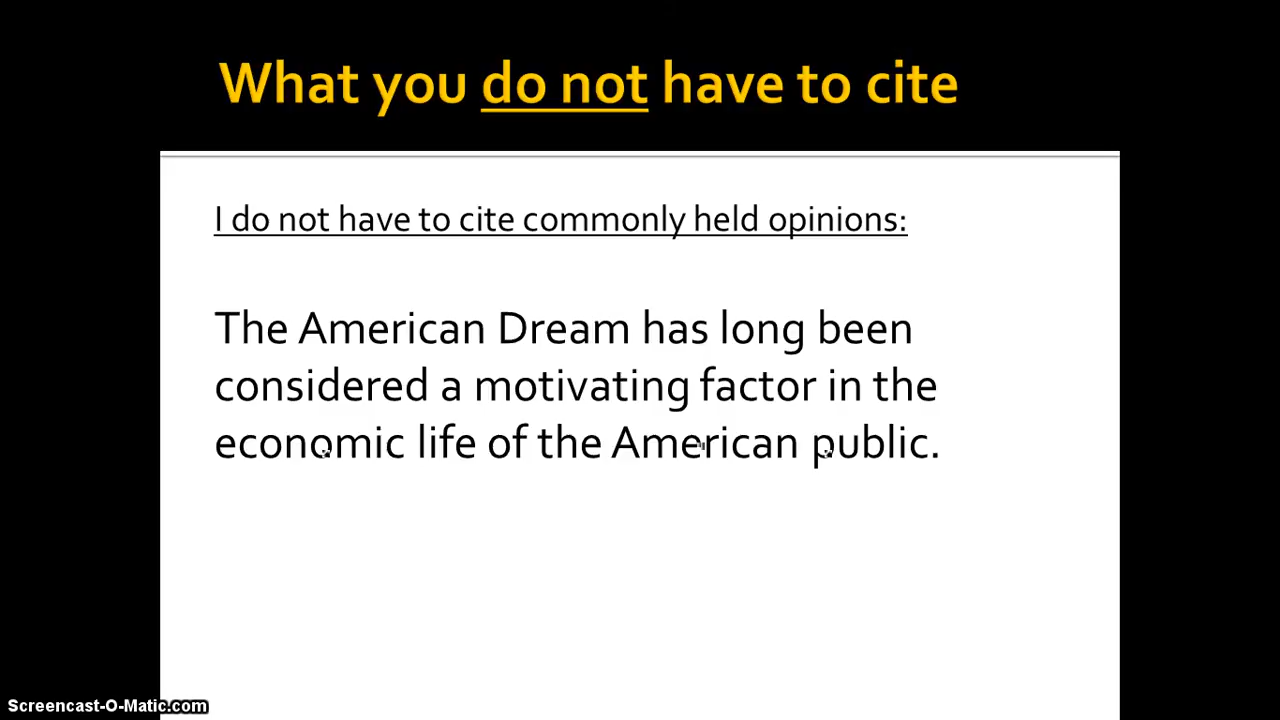 What you do not have to cite
I do not have to cite commonly held opinions:
The American Dream has long been
considered a motivating factor in the
economic life of the American public.
Screencast-O-Matic.com